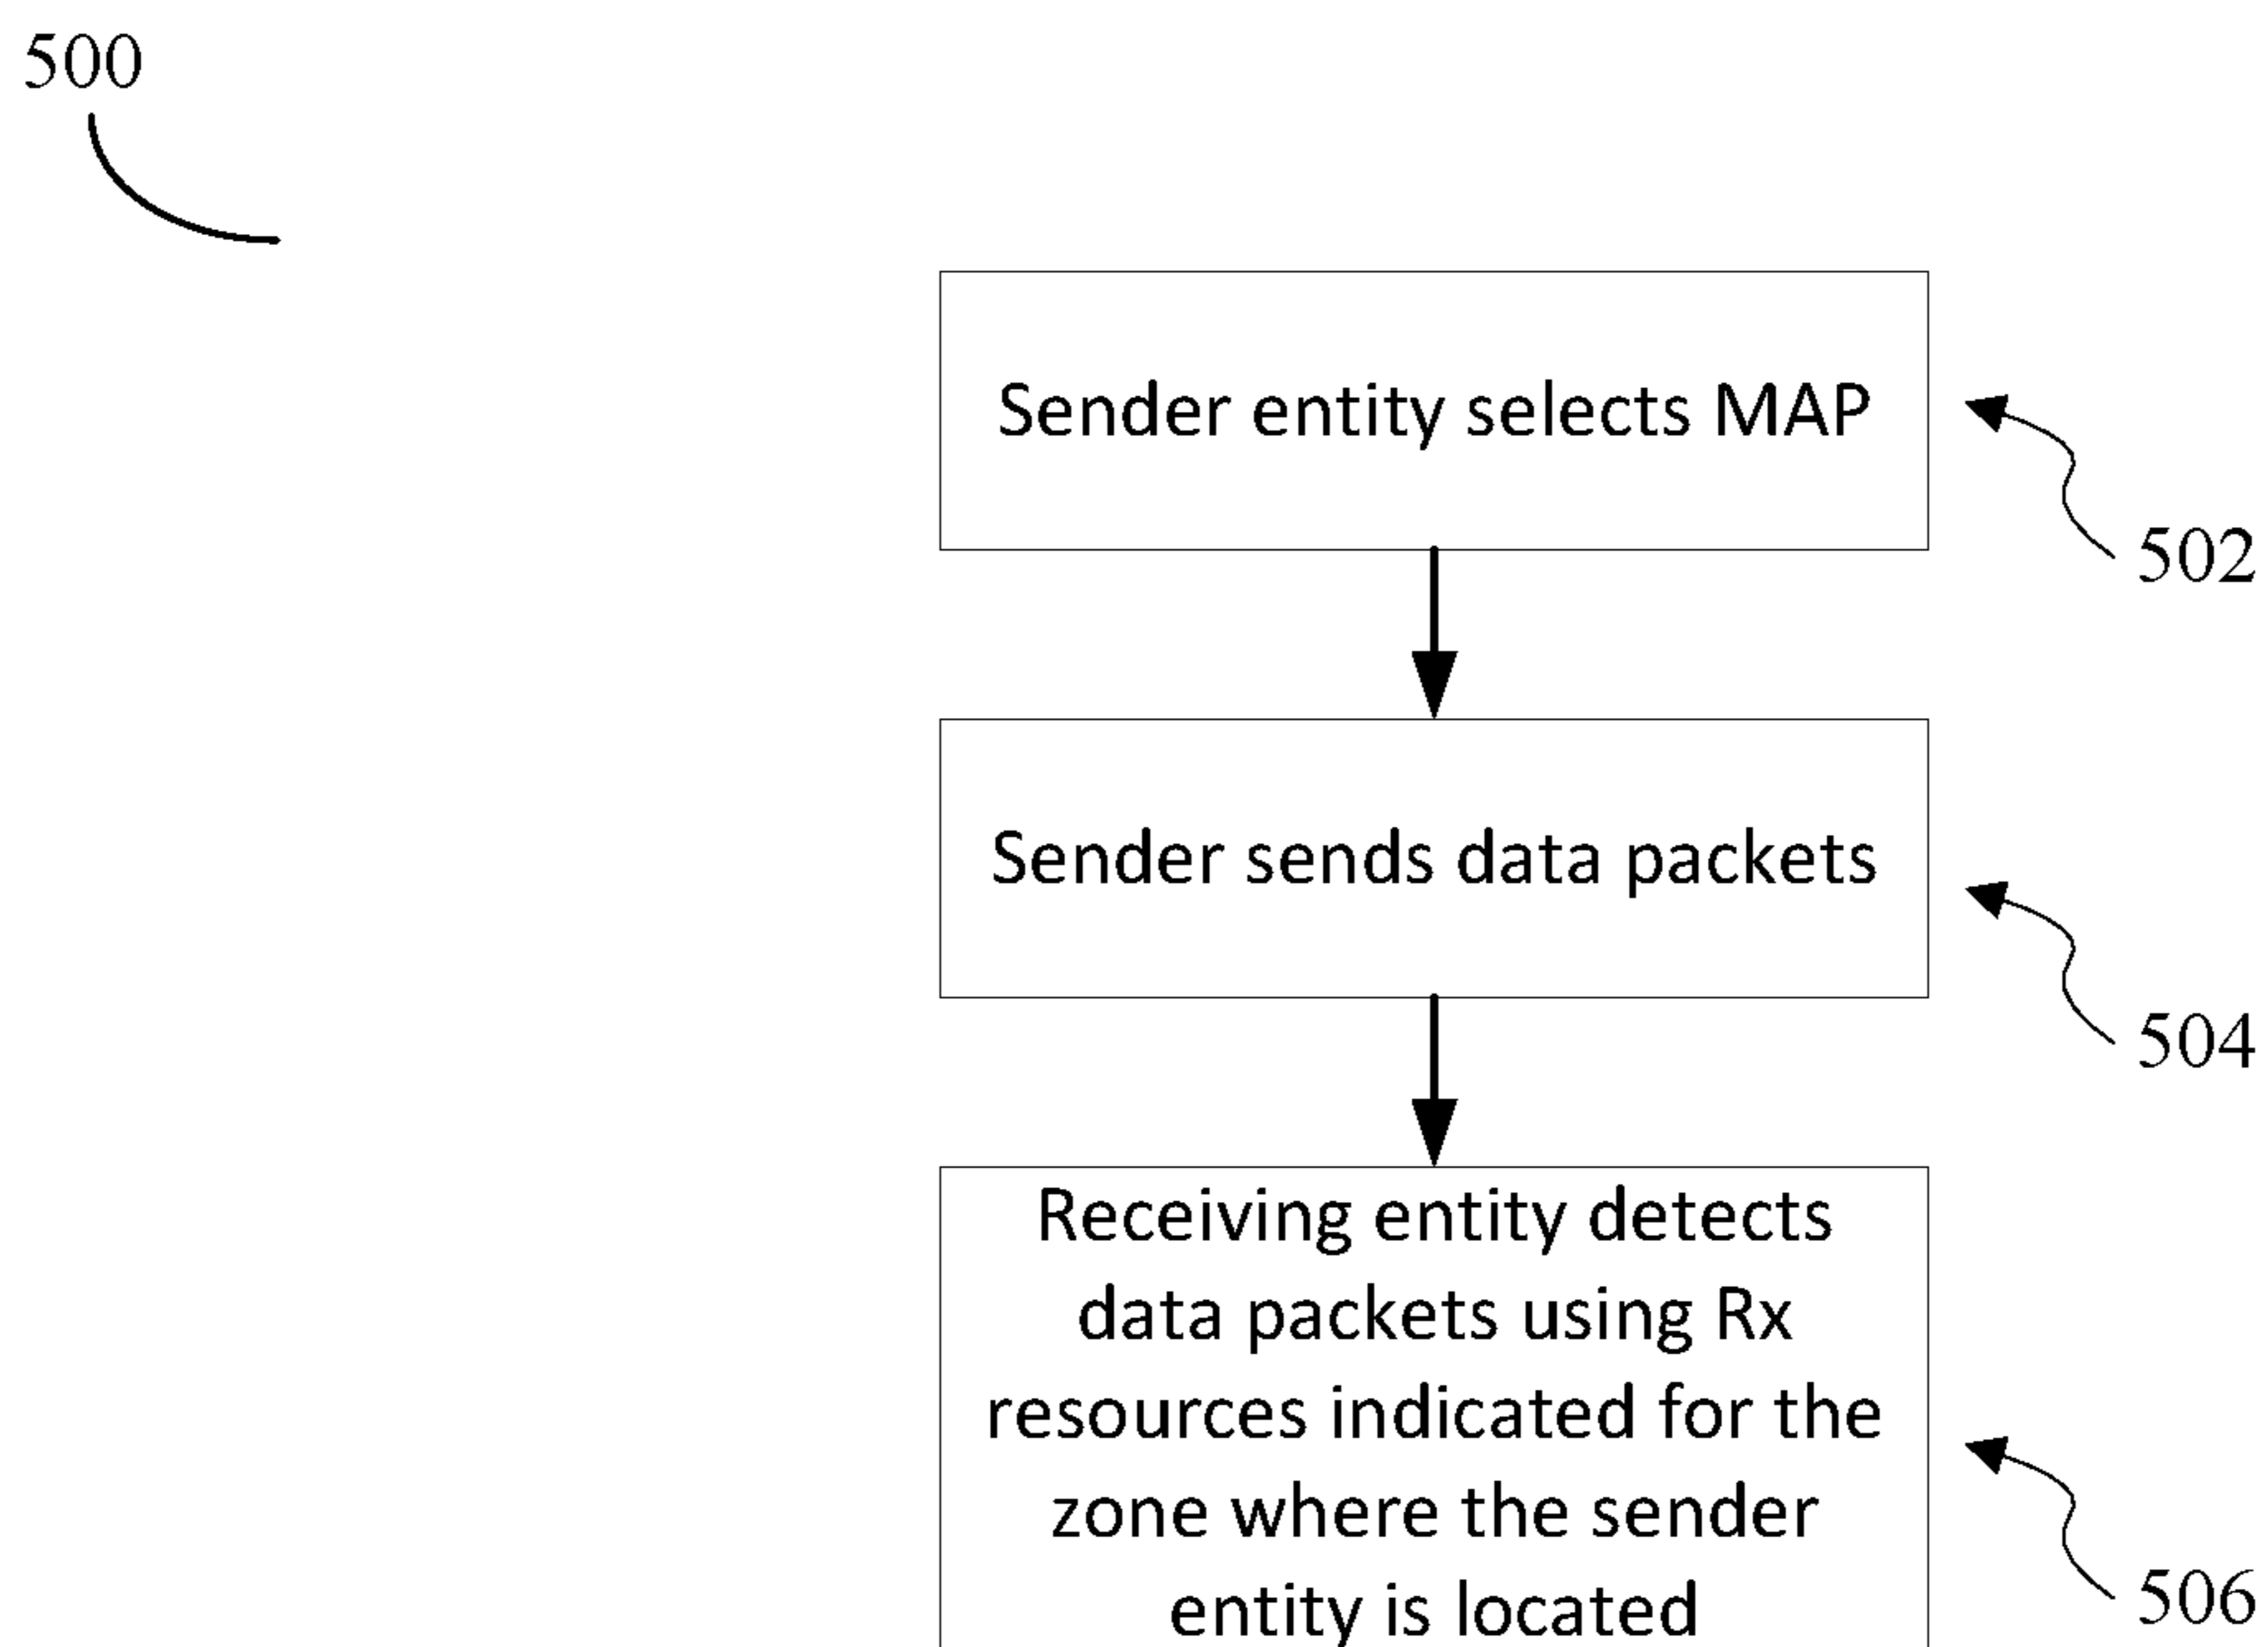 500
Sender entity selects MAP
502
Sender sends data packets
504
Receiving entity detects
data packets using Rx
resources indicated for the
zone where the sender
entity is located
506